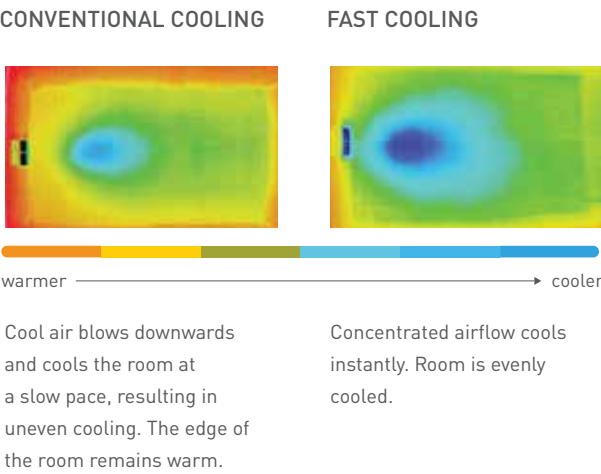 CONVENTIONAL COOLING
FAST COOLING
warmer
cooler
Cool air blows downwards
and cools the room at
a slow pace, resulting in
uneven cooling. The edge of
the room remains warm.
Concentrated airflow cools
instantly. Room is evenly
cooled.